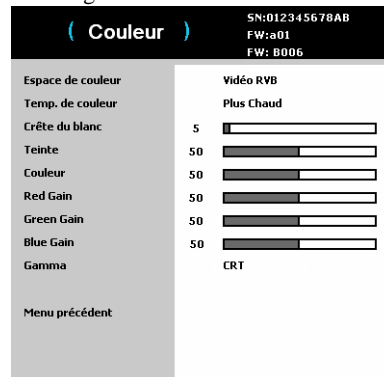 ( Couleur )
SN:012345678AB
FW:a01
FW: B006
Espace de couleur Vidéo RVB
Temp. de couleur Plus Chaud
Crête du blanc 5
Teinte 50
Couleur 50
Red Gain 50
Green Gain 50
Blue Gain 50
Gamma CRT
Menu précédent